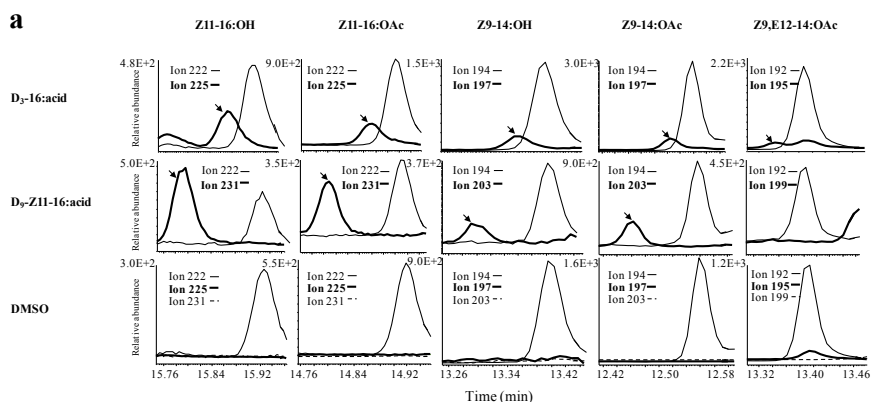 a
Z11-16:OH Z11-16:OAc Z9-14:OH Z9-14:OAc Z9,E12-14:OAc
D3-16:acid
Relative abundance
4.8E+2 Ion 222 Ion 225
9.0E+2 Ion 222 Ion 225
1.5E+3 Ion 194 Ion 197
3.0E+3 Ion 194 Ion 197
2.2E+3 Ion 192 Ion 195
D9-Z11-16:acid
Relative abundance
5.0E+2 Ion 222 Ion 231
3.5E+2 Ion 222 Ion 231
3.7E+2 Ion 194 Ion 203
9.0E+2 Ion 194 Ion 203
4.5E+2 Ion 192 Ion 199
DMSO
Relative abundance
3.0E+2 Ion 222 Ion 225 Ion 231
5.5E+2 Ion 222 Ion 225 Ion 231
9.0E+2 Ion 194 Ion 197 Ion 203
1.6E+3 Ion 194 Ion 197 Ion 203
1.2E+3 Ion 192 Ion 195 Ion 199
15.76 15.84 15.92 14.76 14.84 14.92 13.26 13.34 13.42 12.42 12.50 12.58 13.32 13.40 13.46
Time (min)